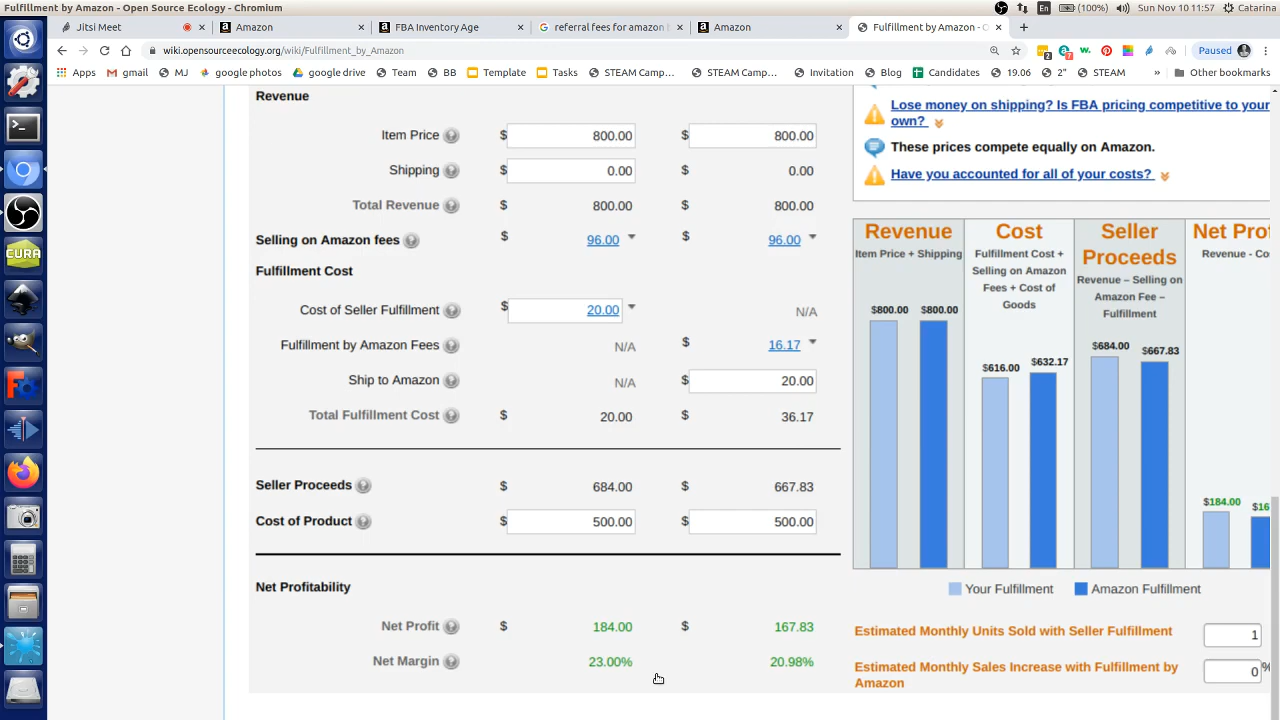 Fulfillment by Amazon - Open Source Ecology - Chromium
En
(100%)
Sun Nov 10 11:57
Catarina
Jitsi Meet
Amazon
FBA Inventory Age
referral fees for amazon
Amazon
Fulfillment by Amazon - O
wiki.opensourceecology.org/wiki/Fulfillment_by_Amazon
Paused
Apps
gmail
MJ
google photos
google drive
Team
BB
Template
Tasks
STEAM Camp...
STEAM Camp...
Invitation
Blog
Candidates
19.06
2"
STEAM
»
Other bookmarks
Revenue
Item Price $ 800.00 $ 800.00
Shipping $ 0.00 $ 0.00
Total Revenue $ 800.00 $ 800.00
Selling on Amazon fees $ 96.00 $ 96.00
Fulfillment Cost
Cost of Seller Fulfillment $ 20.00 N/A
Fulfillment by Amazon Fees N/A $ 16.17
Ship to Amazon N/A $ 20.00
Total Fulfillment Cost $ 20.00 $ 36.17
Seller Proceeds $ 684.00 $ 667.83
Cost of Product $ 500.00 $ 500.00
Net Profitability
Net Profit $ 184.00 $ 167.83
Net Margin 23.00% 20.98%
Lose money on shipping? Is FBA pricing competitive to your
own?
These prices compete equally on Amazon.
Have you accounted for all of your costs?
Revenue
Item Price + Shipping
$800.00 $800.00
Cost
Fulfillment Cost +
Selling on Amazon
Fees + Cost of
Goods
$616.00 $632.17
Seller
Proceeds
Revenue – Selling on
Amazon Fee –
Fulfillment
$684.00 $667.83
Net Prof
Revenue - Co
$184.00 $16
Your Fulfillment
Amazon Fulfillment
Estimated Monthly Units Sold with Seller Fulfillment 1
Estimated Monthly Sales Increase with Fulfillment by 0 %
Amazon
CURA